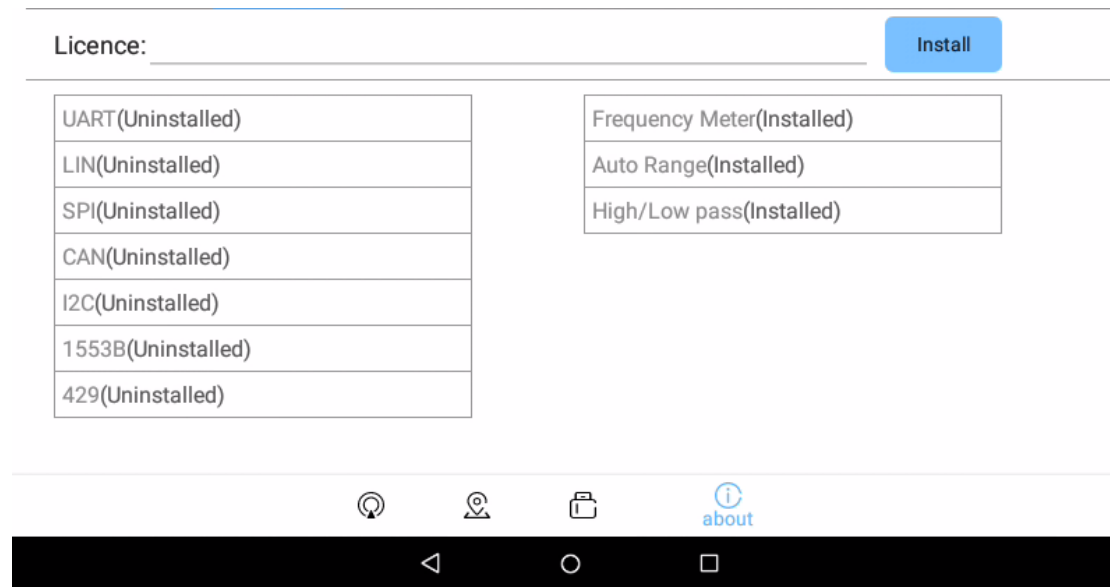 Licence:
Install
UART(Uninstalled)
LIN(Uninstalled)
SPI(Uninstalled)
CAN(Uninstalled)
I2C(Uninstalled)
1553B(Uninstalled)
429(Uninstalled)
Frequency Meter(Installed)
Auto Range(Installed)
High/Low pass(Installed)
about